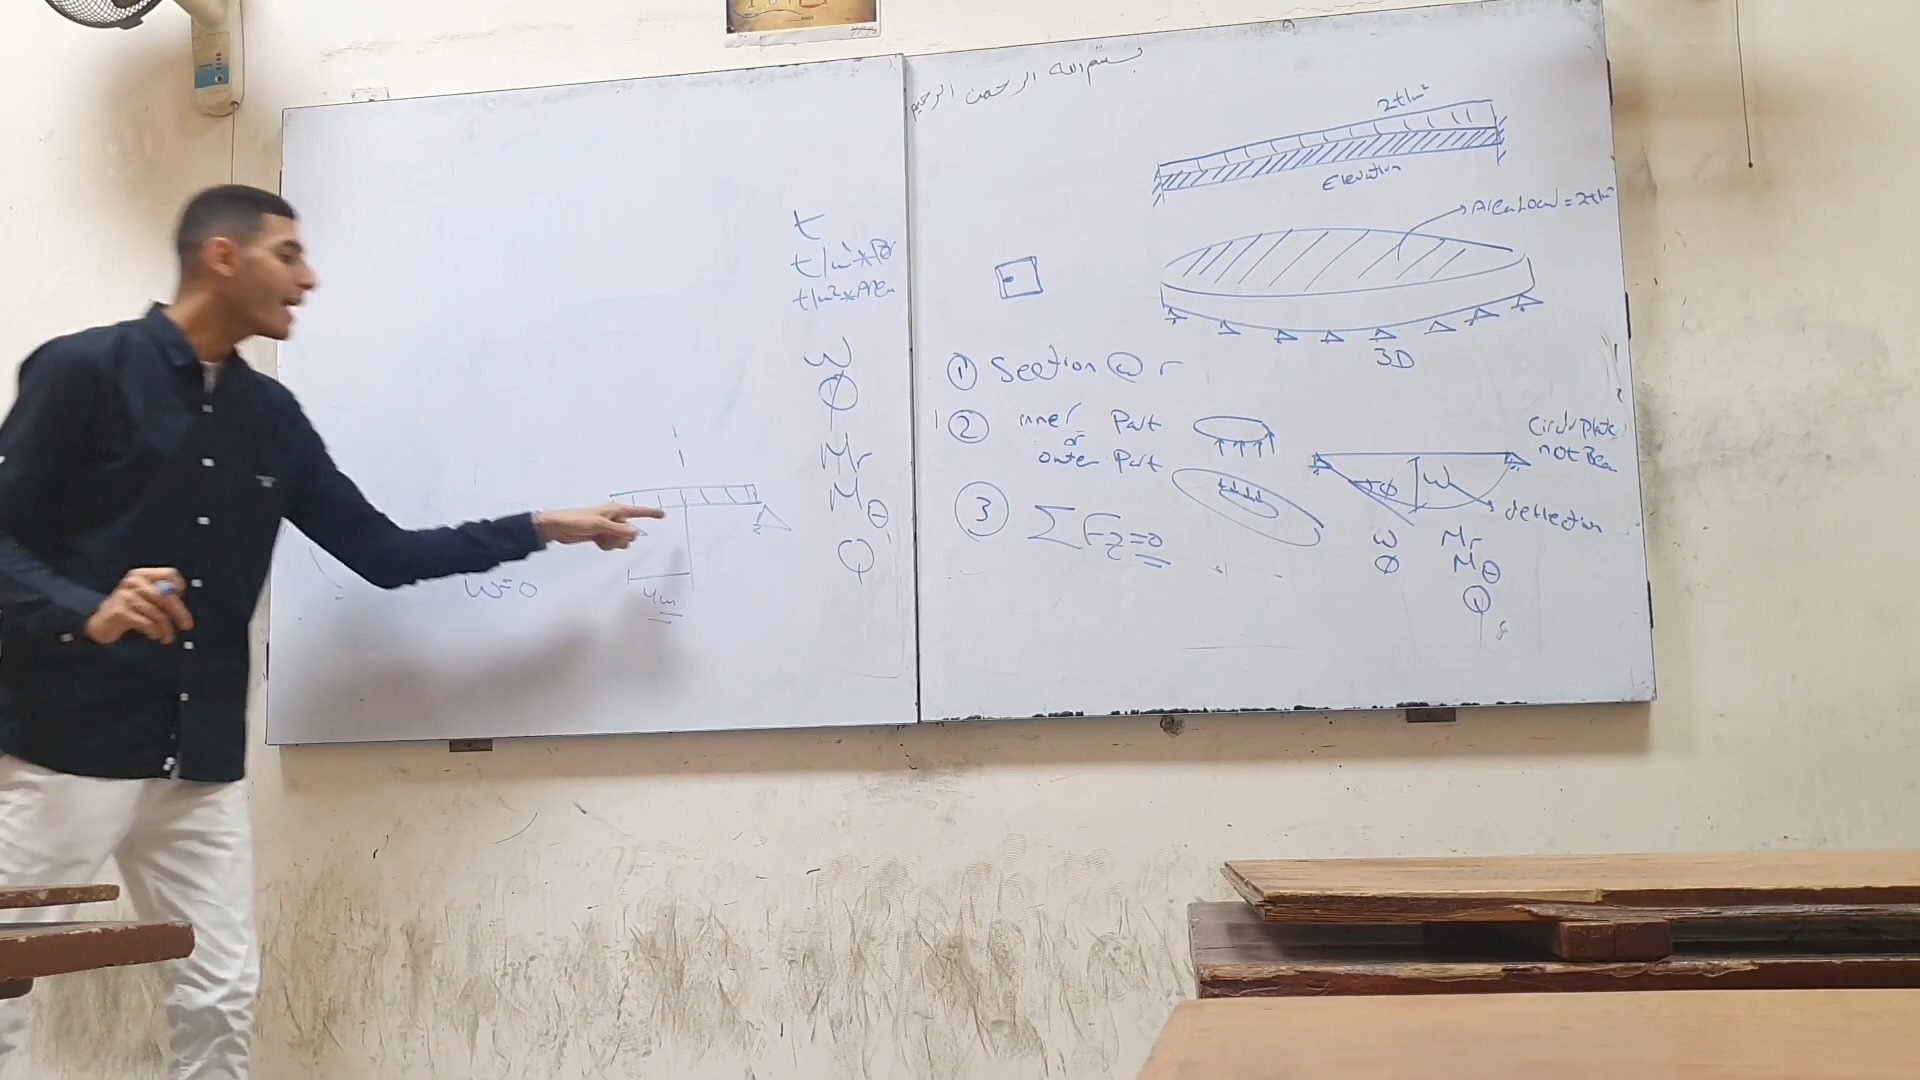 بسم الله الرحمن الرحيم
2t/m²
Elevation
Area Load = 2t/m²
3D
① Section @ r
② inner Part
or
outer Part
③ ΣFz=0
Circular Plate
not Beam
ϕ
w
deflection
w
ϕ
Mr
Mθ
Q
t
t/m'*
t/m²*Area
w
ϕ
Mr
Mθ
Q
w=0
4m